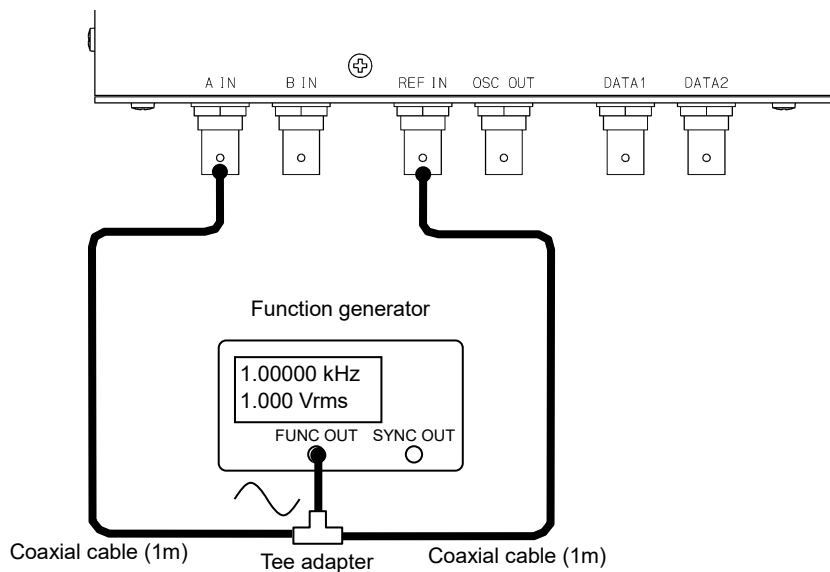 A IN
B IN
REF IN
OSC OUT
DATA1
DATA2
Function generator
1.00000 kHz
1.000 Vrms
FUNC OUT
SYNC OUT
Coaxial cable (1m)
Tee adapter
Coaxial cable (1m)